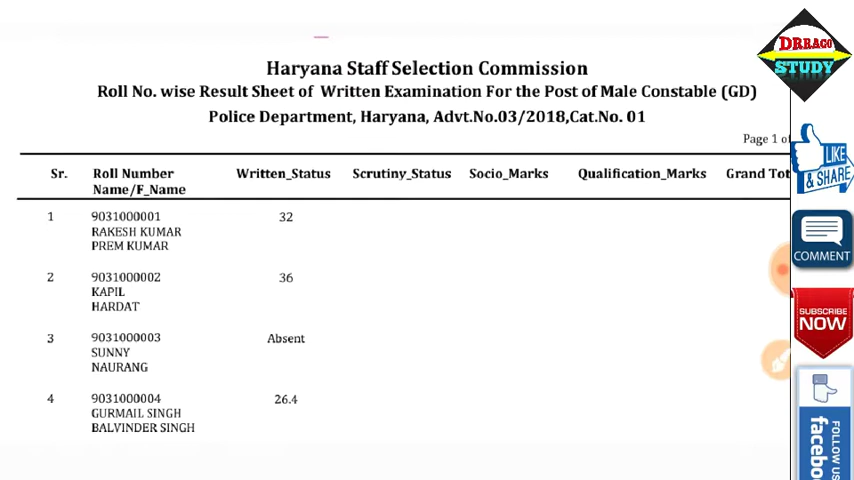 Haryana Staff Selection Commission
Roll No. wise Result Sheet of Written Examination For the Post of Male Constable (GD)
Police Department, Haryana, Advt.No.03/2018,Cat.No. 01
Page 1 of
Sr. Roll Number Written_Status Scrutiny_Status Socio_Marks Qualification_Marks Grand Tot
Name/F_Name
1 9031000001 32
RAKESH KUMAR
PREM KUMAR
2 9031000002 36
KAPIL
HARDAT
3 9031000003 Absent
SUNNY
NAURANG
4 9031000004 26.4
GURMAIL SINGH
BALVINDER SINGH
DRBAGO
STUDY
LIKE
& SHARE
COMMENT
SUBSCRIBE
NOW
FOLLOW US
facebo